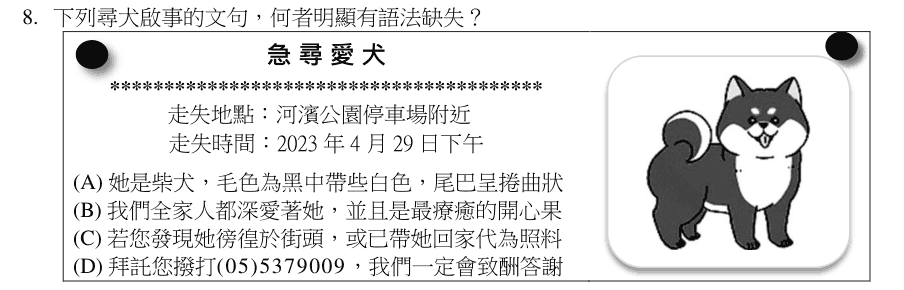 8. 下列尋犬啟事的文句，何者明顯有語法缺失？
急尋愛犬
****************************************
走失地點：河濱公園停車場附近
走失時間：2023 年 4 月 29 日下午
(A) 她是柴犬，毛色為黑中帶些白色，尾巴呈捲曲狀
(B) 我們全家人都深愛著她，並且是最療癒的開心果
(C) 若您發現她徬徨於街頭，或已帶她回家代為照料
(D) 拜託您撥打(05)5379009，我們一定會致酬答謝